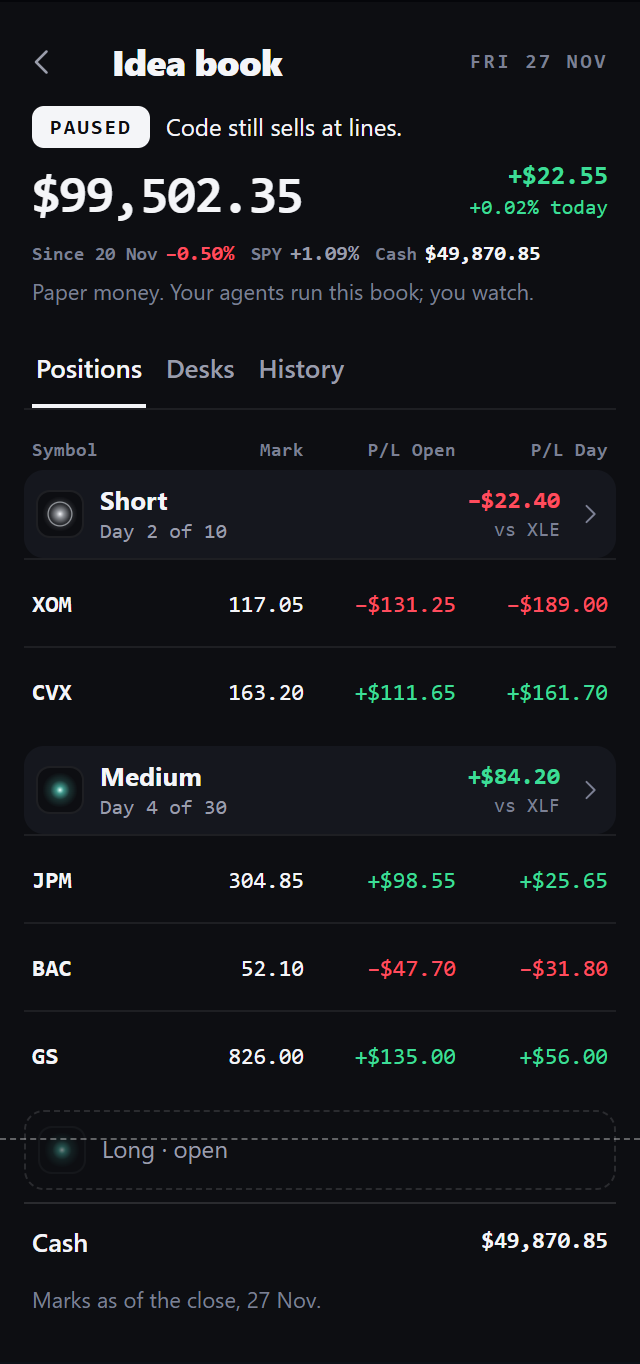 Idea book FRI 27 NOV
PAUSED Code still sells at lines.
$99,502.35 +$22.55
+0.02% today
Since 20 Nov −0.50% SPY +1.09% Cash $49,870.85
Paper money. Your agents run this book; you watch.
Positions Desks History
Symbol Mark P/L Open P/L Day
Short −$22.40
Day 2 of 10 vs XLE
XOM 117.05 −$131.25 −$189.00
CVX 163.20 +$111.65 +$161.70
Medium +$84.20
Day 4 of 30 vs XLF
JPM 304.85 +$98.55 +$25.65
BAC 52.10 −$47.70 −$31.80
GS 826.00 +$135.00 +$56.00
Long · open
Cash $49,870.85
Marks as of the close, 27 Nov.